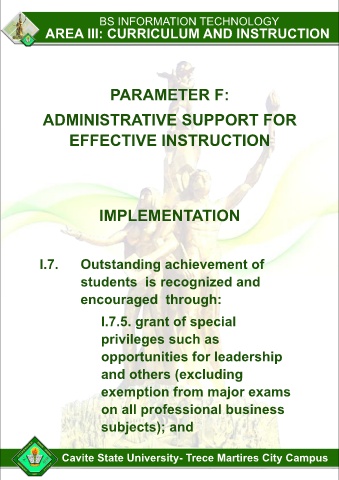 BS INFORMATION TECHNOLOGY
AREA III: CURRICULUM AND INSTRUCTION
PARAMETER F:
ADMINISTRATIVE SUPPORT FOR
EFFECTIVE INSTRUCTION
IMPLEMENTATION
I.7. Outstanding achievement of
students is recognized and
encouraged through:
I.7.5. grant of special
privileges such as
opportunities for leadership
and others (excluding
exemption from major exams
on all professional business
subjects); and
Cavite State University- Trece Martires City Campus